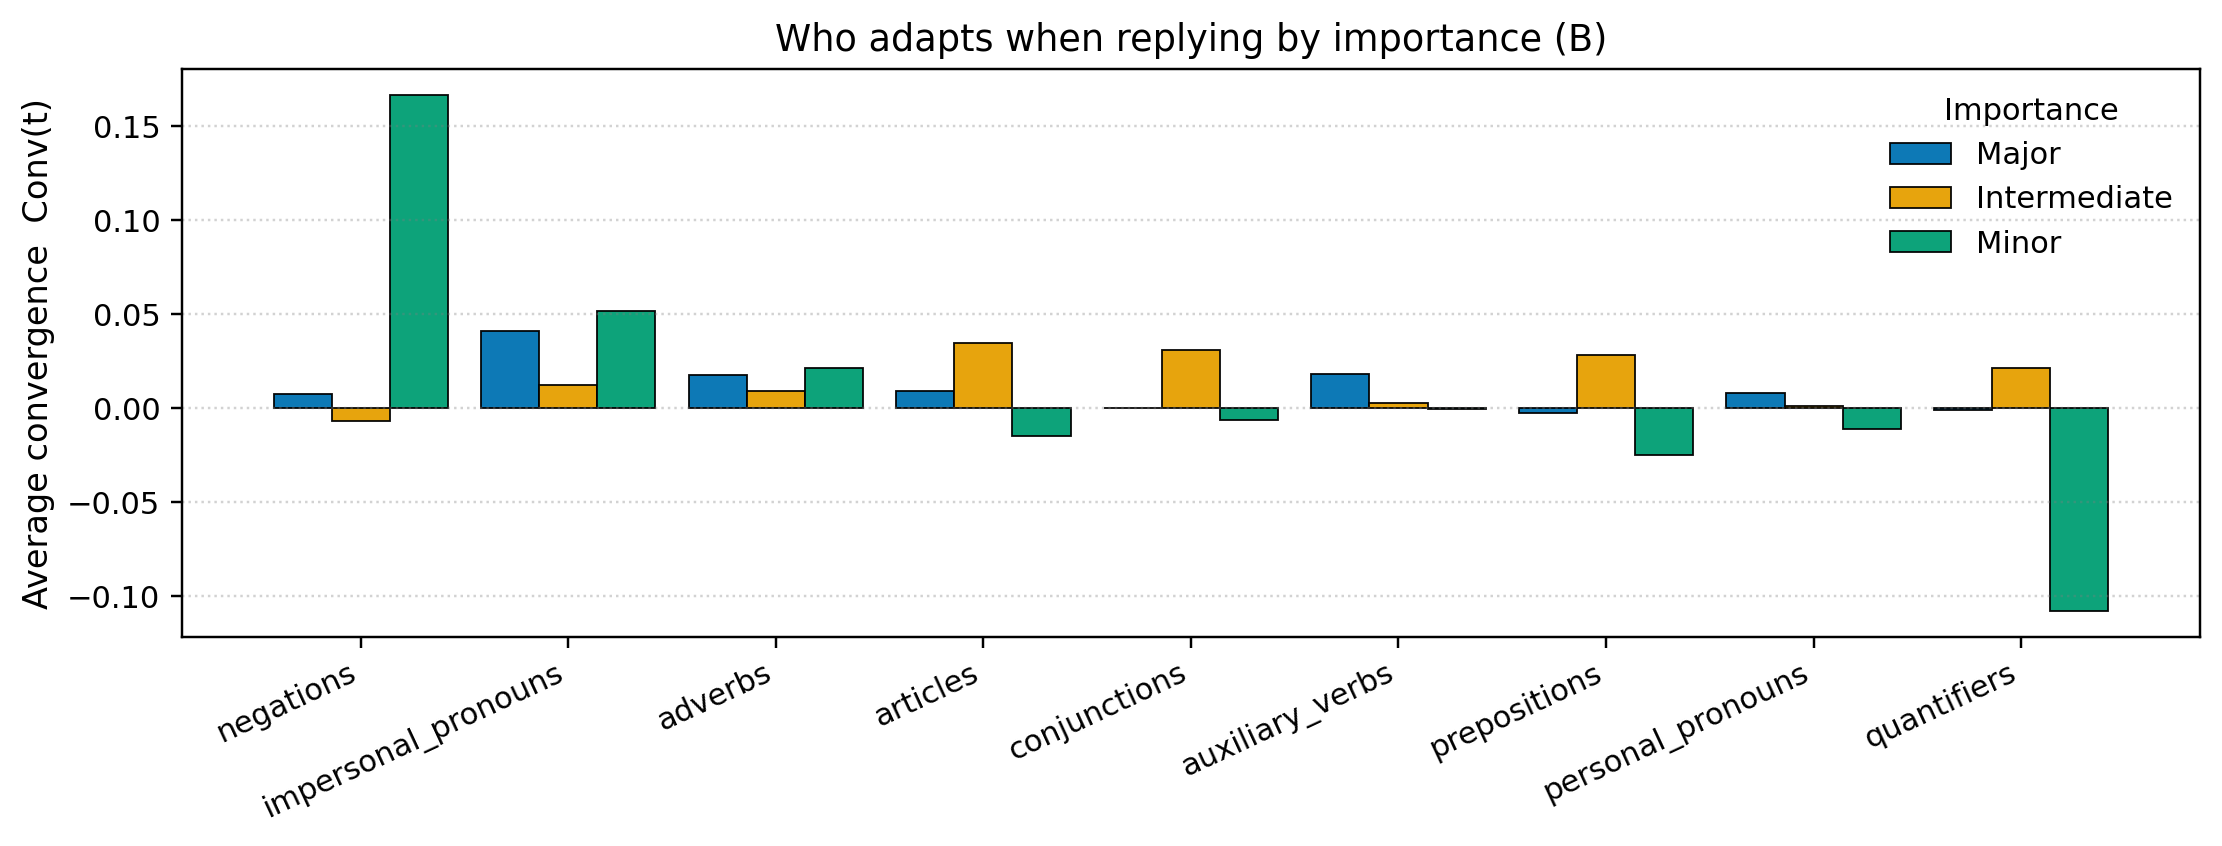 Who adapts when replying by importance (B)
Average convergence  Conv(t)
0.15
0.10
0.05
0.00
−0.05
−0.10
Importance
Major
Intermediate
Minor
negations
impersonal_pronouns
adverbs
articles
conjunctions
auxiliary_verbs
prepositions
personal_pronouns
quantifiers